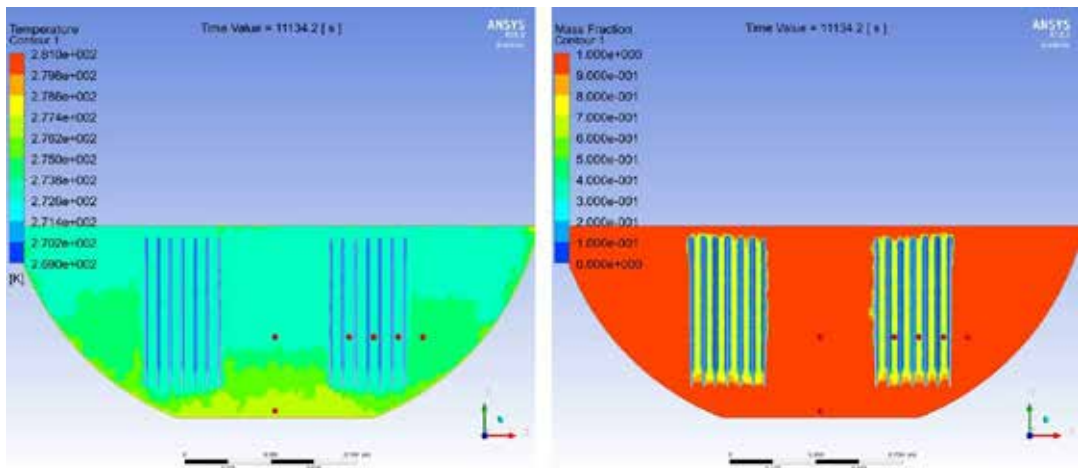 Temperature
Contour 1
Time Value = 11134.2 [ s ]
ANSYS
2.810e+002
2.798e+002
2.786e+002
2.774e+002
2.762e+002
2.750e+002
2.738e+002
2.726e+002
2.714e+002
2.702e+002
2.690e+002
[K]
Mass Fraction
Contour 1
Time Value = 11134.2 [ s ]
ANSYS
1.000e+000
9.000e-001
8.000e-001
7.000e-001
6.000e-001
5.000e-001
4.000e-001
3.000e-001
2.000e-001
1.000e-001
0.000e+000